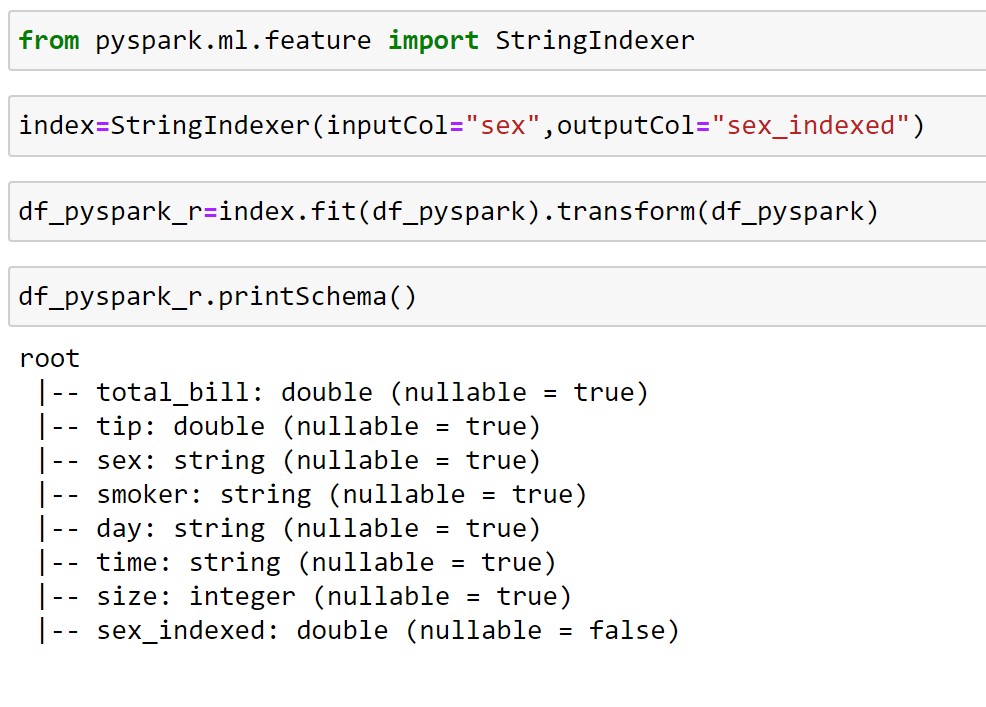 from pyspark.ml.feature import StringIndexer
index=StringIndexer(inputCol="sex",outputCol="sex_indexed")
df_pyspark_r=index.fit(df_pyspark).transform(df_pyspark)
df_pyspark_r.printSchema()
root
 |-- total_bill: double (nullable = true)
 |-- tip: double (nullable = true)
 |-- sex: string (nullable = true)
 |-- smoker: string (nullable = true)
 |-- day: string (nullable = true)
 |-- time: string (nullable = true)
 |-- size: integer (nullable = true)
 |-- sex_indexed: double (nullable = false)